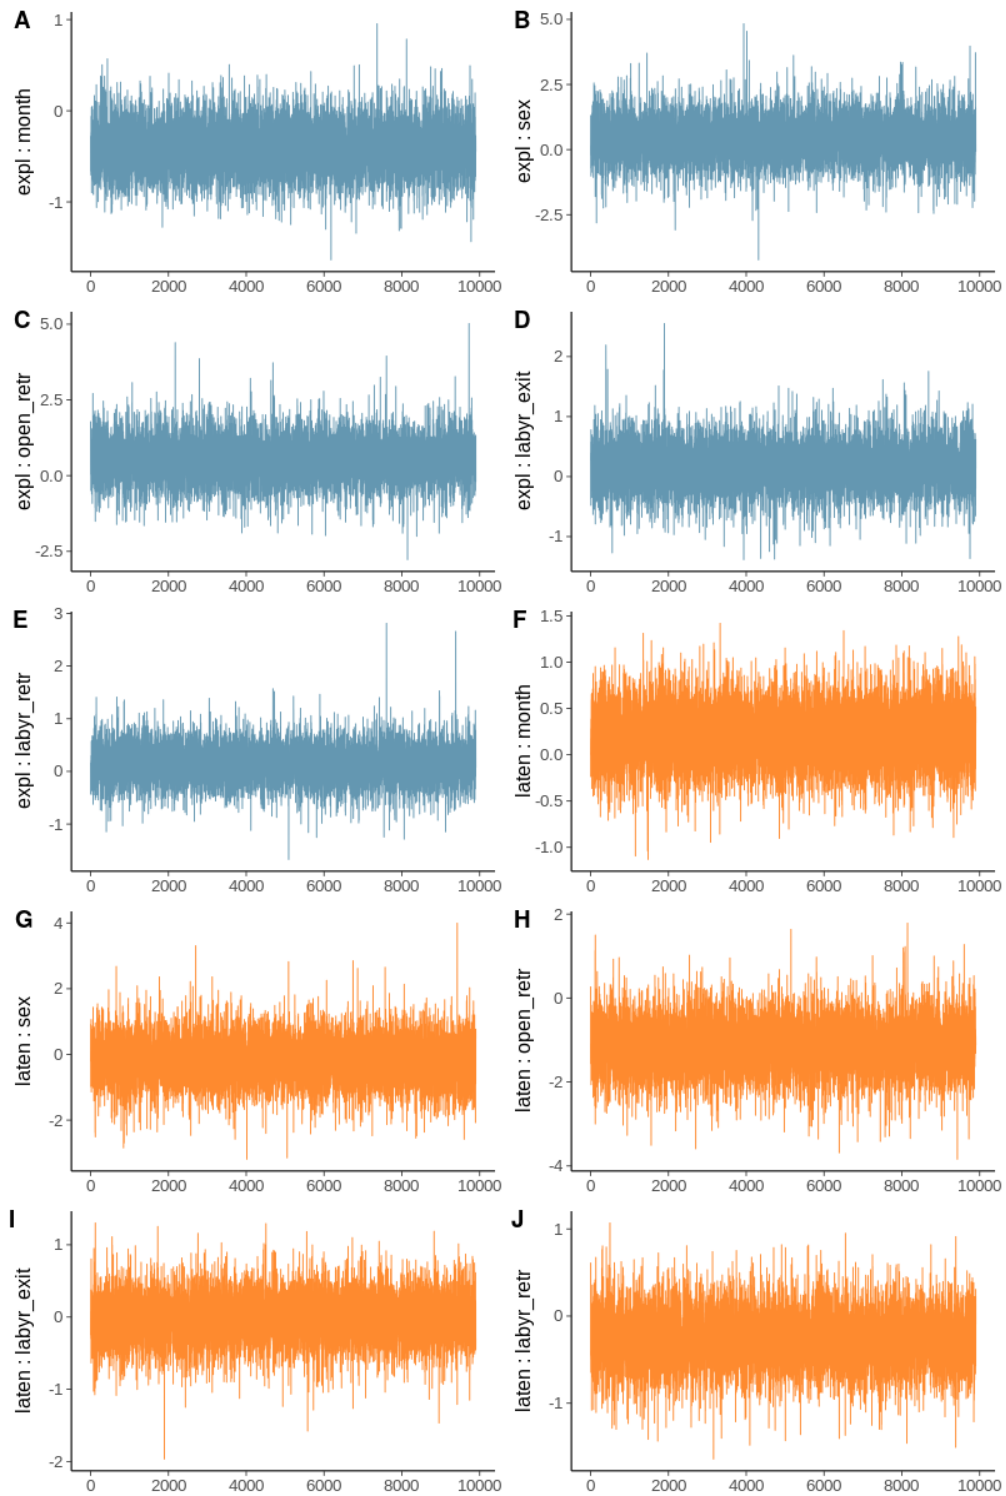 A
expl : month
1
0
-1
0 2000 4000 6000 8000 10000
B
expl : sex
5.0
2.5
0.0
-2.5
0 2000 4000 6000 8000 10000
C
expl : open_retr
5.0
2.5
0.0
-2.5
0 2000 4000 6000 8000 10000
D
expl : labyr_exit
2
1
0
-1
0 2000 4000 6000 8000 10000
E
expl : labyr_retr
3
2
1
0
-1
0 2000 4000 6000 8000 10000
F
laten : month
1.5
1.0
0.5
0.0
-0.5
-1.0
0 2000 4000 6000 8000 10000
G
laten : sex
4
2
0
-2
0 2000 4000 6000 8000 10000
H
laten : open_retr
2
0
-2
-4
0 2000 4000 6000 8000 10000
I
laten : labyr_exit
1
0
-1
-2
0 2000 4000 6000 8000 10000
J
laten : labyr_retr
1
0
-1
0 2000 4000 6000 8000 10000